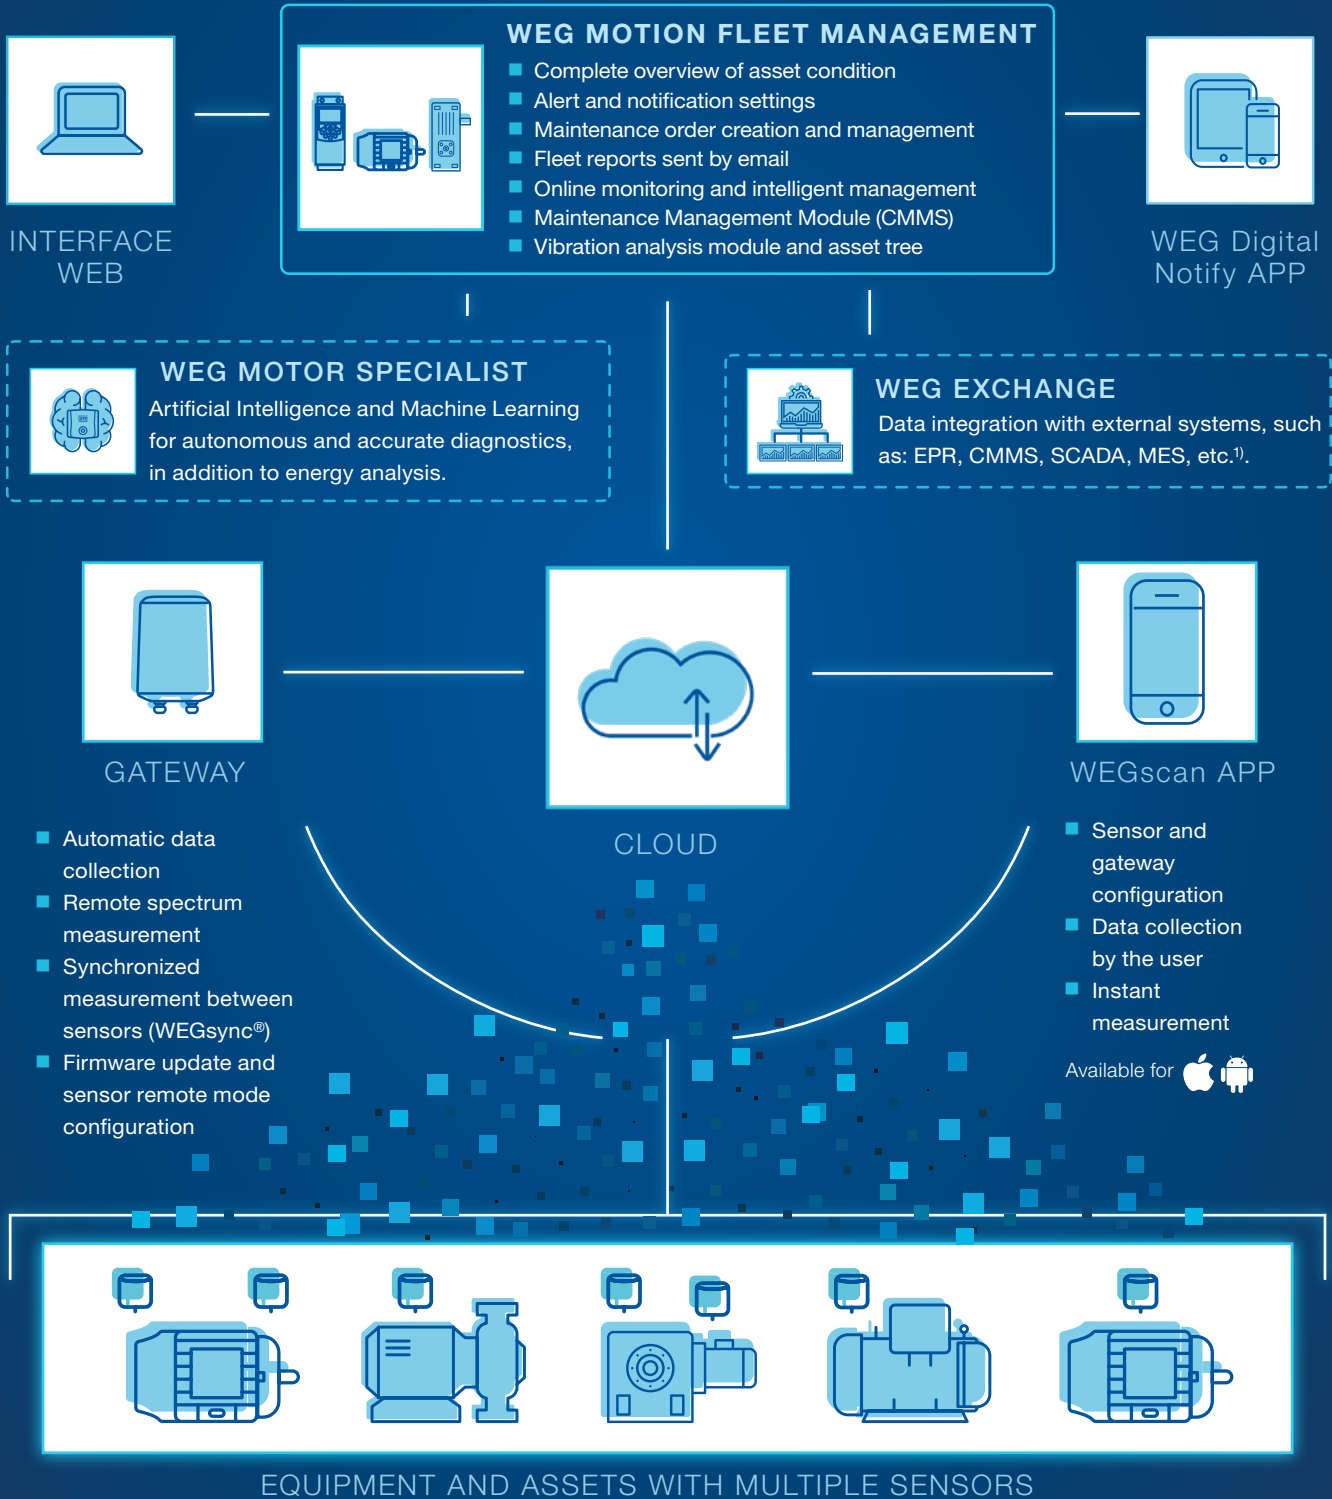 WEG MOTION FLEET MANAGEMENT
Complete overview of asset condition
Alert and notification settings
Maintenance order creation and management
Fleet reports sent by email
Online monitoring and intelligent management
Maintenance Management Module (CMMS)
Vibration analysis module and asset tree
INTERFACE
WEB
WEG Digital
Notify APP
WEG MOTOR SPECIALIST
Artificial Intelligence and Machine Learning
for autonomous and accurate diagnostics,
in addition to energy analysis.
WEG EXCHANGE
Data integration with external systems, such
as: EPR, CMMS, SCADA, MES, etc.¹⁾.
GATEWAY
Automatic data
collection
Remote spectrum
measurement
Synchronized
measurement between
sensors (WEGsync®)
Firmware update and
sensor remote mode
configuration
CLOUD
WEGscan APP
Sensor and
gateway
configuration
Data collection
by the user
Instant
measurement
Available for
EQUIPMENT AND ASSETS WITH MULTIPLE SENSORS